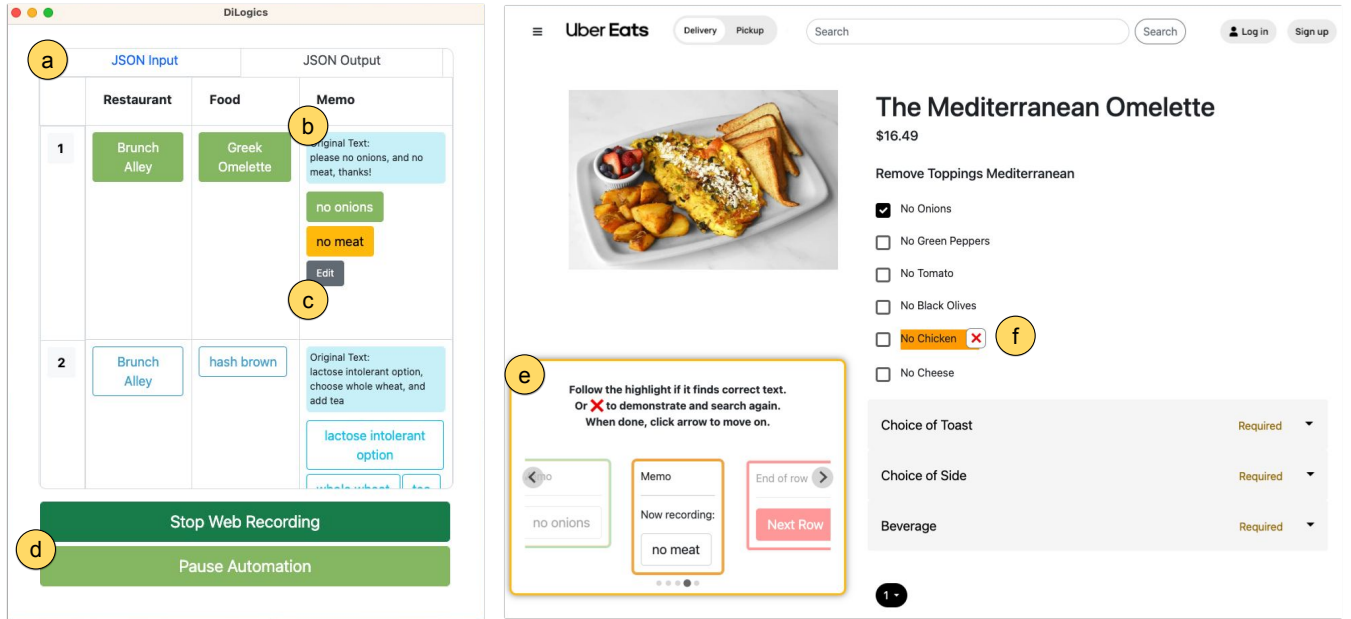 DiLogics
a
JSON Input
JSON Output
Restaurant
Food
Memo
b
1
Brunch
Alley
Greek
Omelette
Original Text:
please no onions, and no
meat, thanks!
no onions
no meat
Edit
c
2
Brunch
Alley
hash brown
Original Text:
lactose intolerant option,
choose whole wheat, and
add tea
lactose intolerant
option
whole wheat
tea
Stop Web Recording
d
Pause Automation
Uber Eats
Delivery
Pickup
Search
Search
Log in
Sign up
The Mediterranean Omelette
$16.49
Remove Toppings Mediterranean
No Onions
No Green Peppers
No Tomato
No Black Olives
No Chicken
f
No Cheese
e
Follow the highlight if it finds correct text.
Or ❌ to demonstrate and search again.
When done, click arrow to move on.
no onions
Memo
Now recording:
no meat
End of row
Next Row
Choice of Toast
Required
Choice of Side
Required
Beverage
Required
1